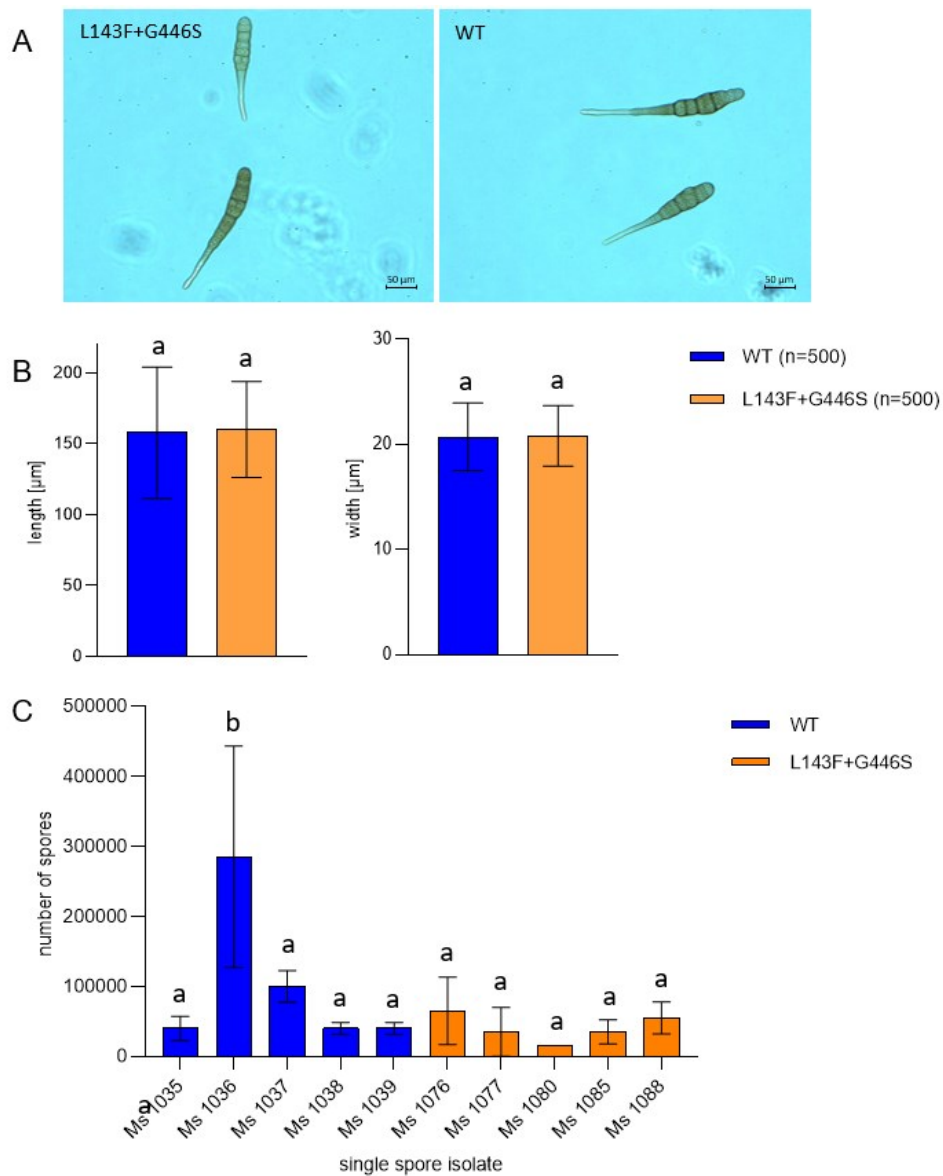 A
L143F+G446S
WT
50 µm
50 µm
B
a
a
200
150
100
50
0
length [µm]
a
a
30
20
10
0
width [µm]
WT (n=500)
L143F+G446S (n=500)
C
500000
400000
300000
200000
100000
0
number of spores
a
b
a
a
a
a
a
a
a
a
WT
L143F+G446S
a
Ms 1035
Ms 1036
Ms 1037
Ms 1038
Ms 1039
Ms 1076
Ms 1077
Ms 1080
Ms 1085
Ms 1088
single spore isolate